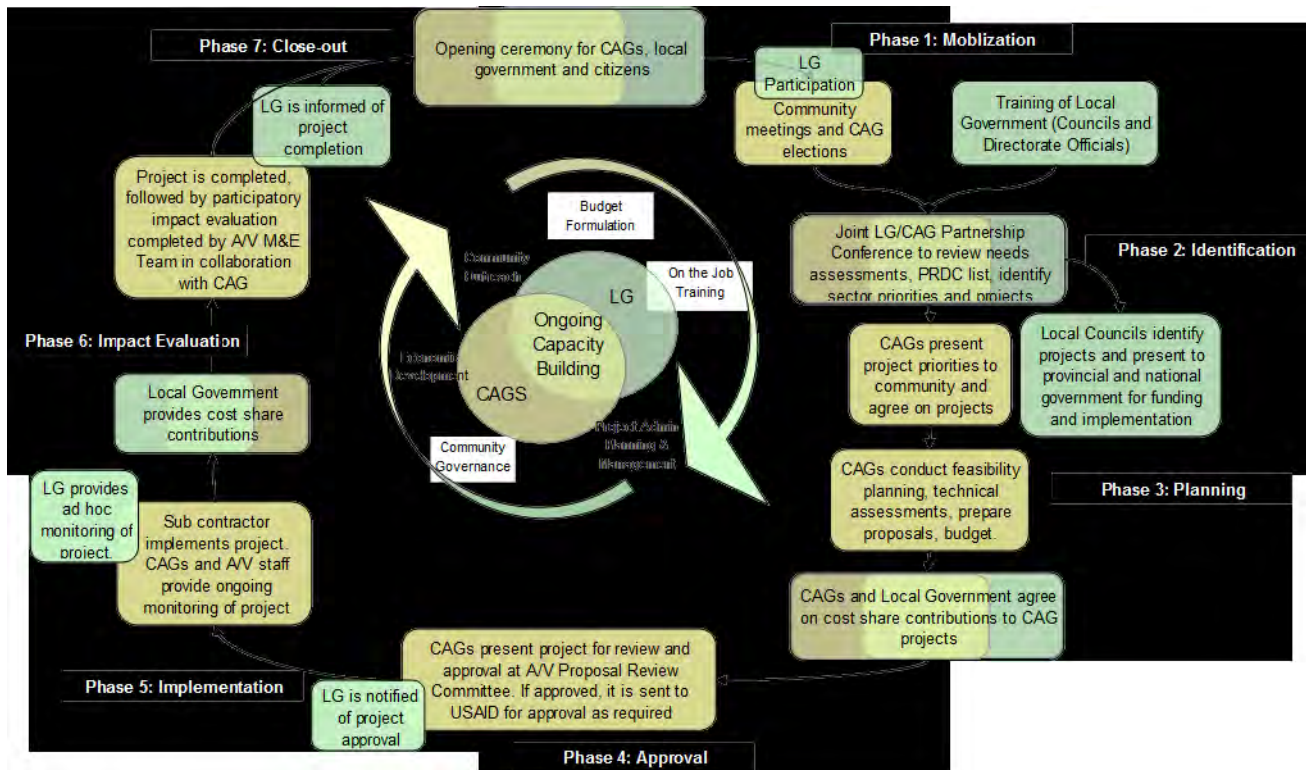 Phase 7: Close-out
Opening ceremony for CAGs, local
government and citizens
Phase 1: Moblization
LG
Participation
Community
meetings and CAG
elections
Training of Local
Government (Councils and
Directorate Officials)
LG is informed of
project
completion
Project is completed,
followed by participatory
impact evaluation
completed by A/V M&E
Team in collaboration
with CAG
Budget
Formulation
Community
Outreach
On the Job
Training
LG
Ongoing
Capacity
Building
CAGS
Economic
Development
Community
Governance
Project Admin
Planning &
Management
Joint LG/CAG Partnership
Conference to review needs
assessments, PRDC list, identify
sector priorities and projects
Phase 2: Identification
CAGs present
project priorities to
community and
agree on projects
Local Councils identify
projects and present to
provincial and national
government for funding
and implementation
Phase 6: Impact Evaluation
Local Government
provides cost share
contributions
CAGs conduct feasibility
planning, technical
assessments, prepare
proposals, budget.
Phase 3: Planning
LG provides
ad hoc
monitoring of
project.
Sub contractor
implements project.
CAGs and A/V staff
provide ongoing
monitoring of project
CAGs and Local Government agree
on cost share contributions to CAG
projects
CAGs present project for review and
approval at A/V Proposal Review
Committee. If approved, it is sent to
USAID for approval as required
Phase 5: Implementation
LG is notified
of project
approval
Phase 4: Approval